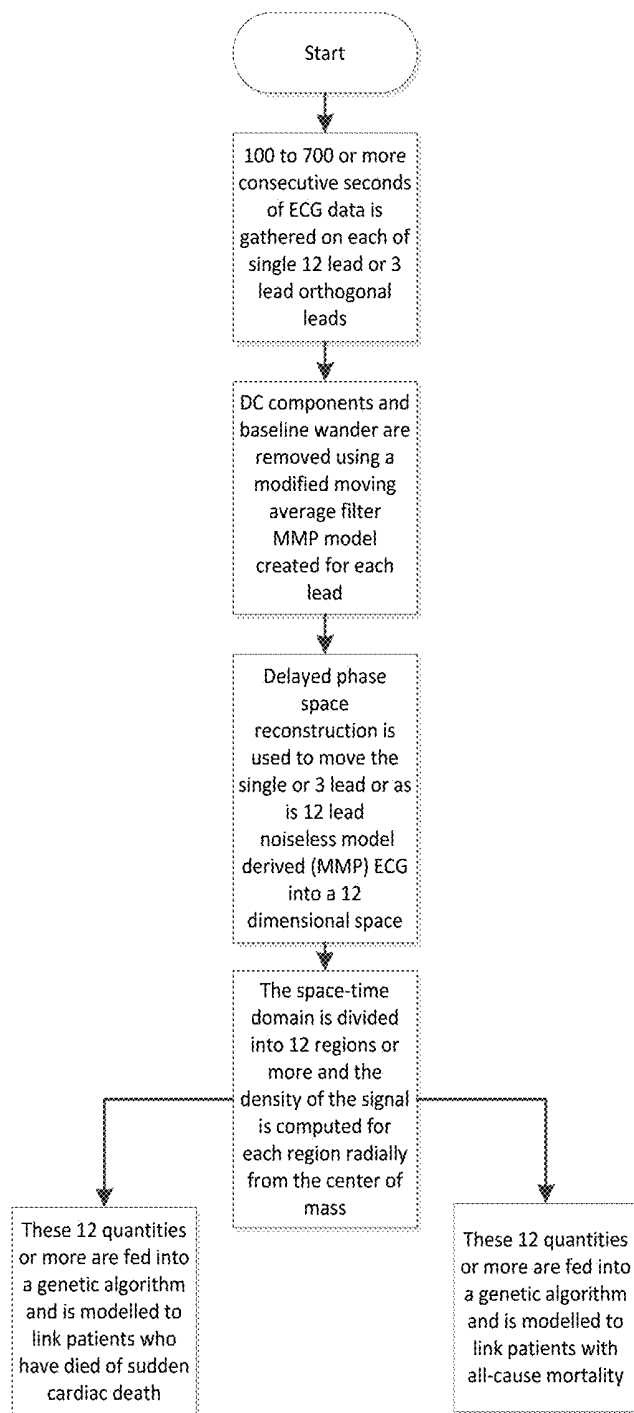 Start
100 to 700 or more
consecutive seconds
of ECG data is
gathered on each of
single 12 lead or 3
lead orthogonal
leads
DC components and
baseline wander are
removed using a
modified moving
average filter
MMP model
created for each
lead
Delayed phase
space
reconstruction is
used to move the
single or 3 lead or as
is 12 lead
noiseless model
derived (MMP) ECG
into a 12
dimensional space
The space-time
domain is divided
into 12 regions or
more and the
density of the signal
is computed for
each region radially
from the center of
mass
These 12 quantities
or more are fed into
a genetic algorithm
and is modelled to
link patients who
have died of sudden
cardiac death
These 12 quantities
or more are fed into
a genetic algorithm
and is modelled to
link patients with
all-cause mortality